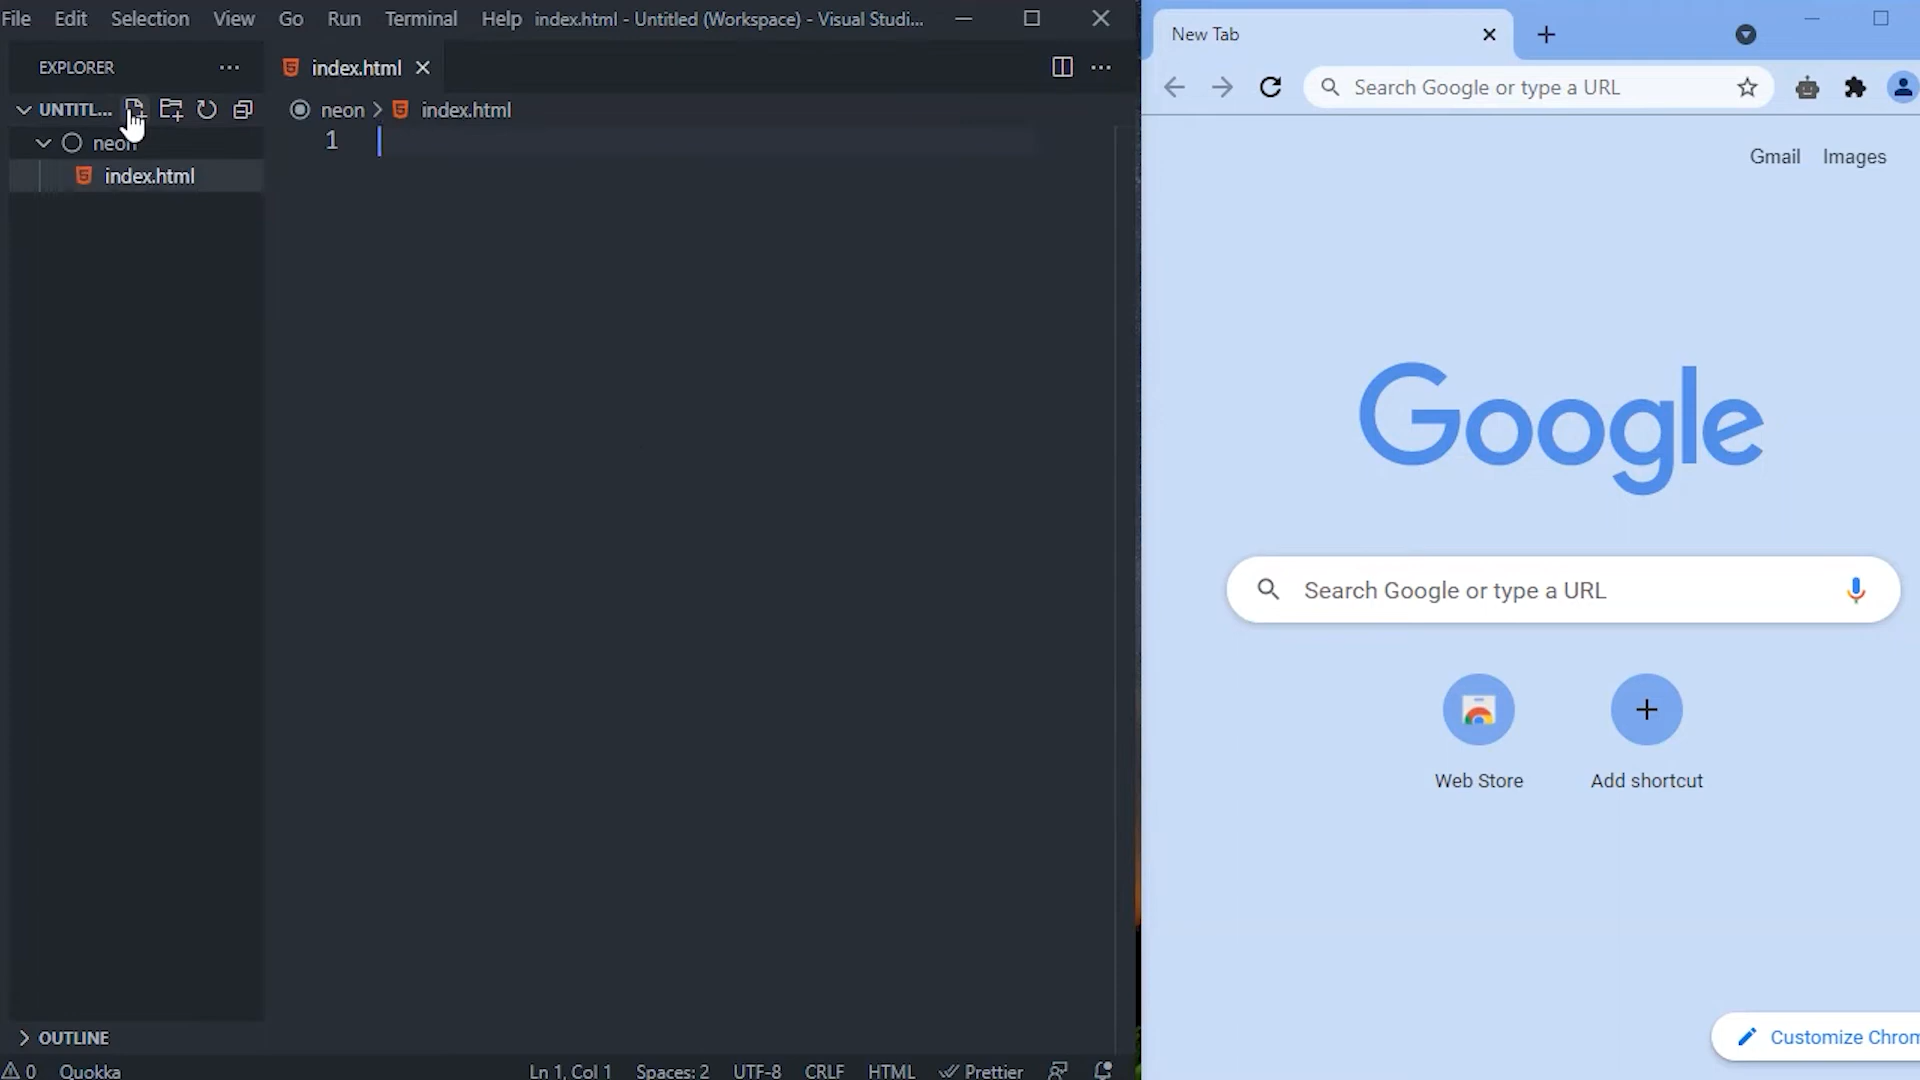 File Edit Selection View Go Run Terminal Help index.html - Untitled (Workspace) - Visual Studi...
EXPLORER
index.html
UNTITL...
neon > index.html
neon
1
index.html
OUTLINE
0 Quokka Ln 1, Col 1 Spaces: 2 UTF-8 CRLF HTML Prettier
New Tab
Search Google or type a URL
Gmail Images
Google
Search Google or type a URL
Web Store Add shortcut
Customize Chrom